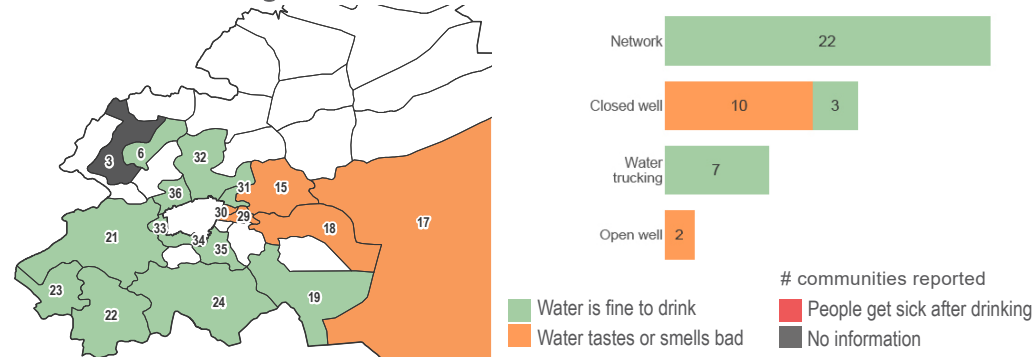 3
6
32
36
31
15
30
29
17
21
33
34
35
18
23
22
24
19
Network
22
Closed well
10
3
Water
trucking
7
Open well
2
# communities reported
Water is fine to drink
People get sick after drinking
Water tastes or smells bad
No information